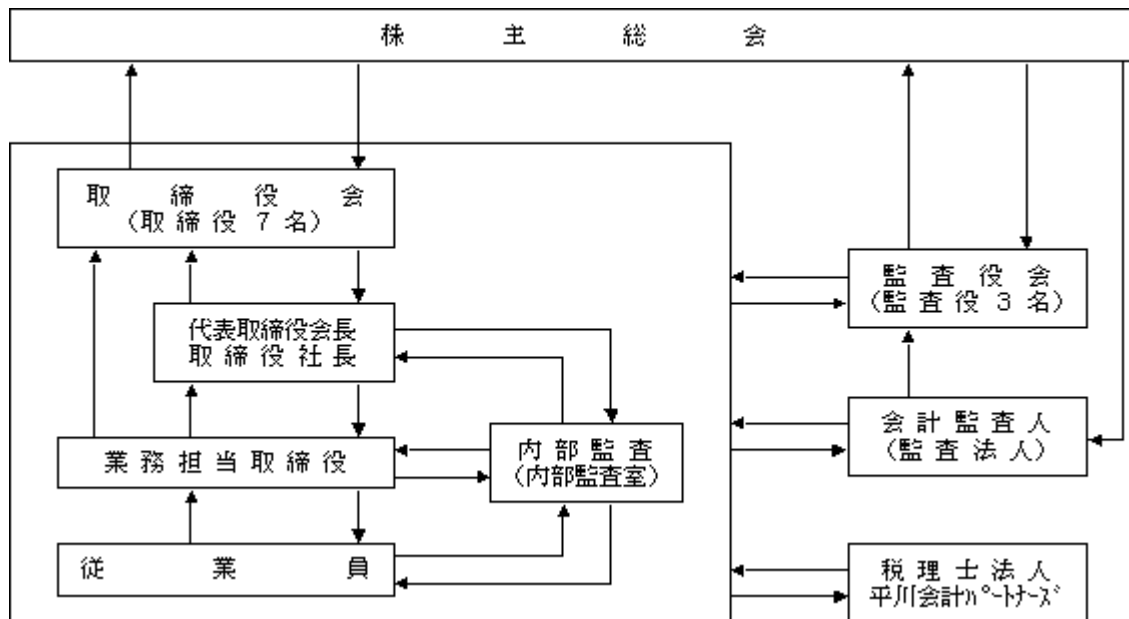 株主総会
取締役会
(取締役7名)
監査役会
(監査役3名)
代表取締役会長
取締役社長
会計監査人
(監査法人)
業務担当取締役
内部監査
(内部監査室)
従業員
税理士法人
平川会計ﾊﾟｰﾄﾅｰｽﾞ